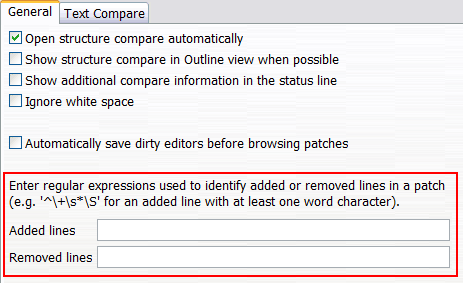 General Text Compare
Open structure compare automatically
Show structure compare in Outline view when possible
Show additional compare information in the status line
Ignore white space
Automatically save dirty editors before browsing patches
Enter regular expressions used to identify added or removed lines in a patch
(e.g. '^\+\s*\S' for an added line with at least one word character).
Added lines
Removed lines